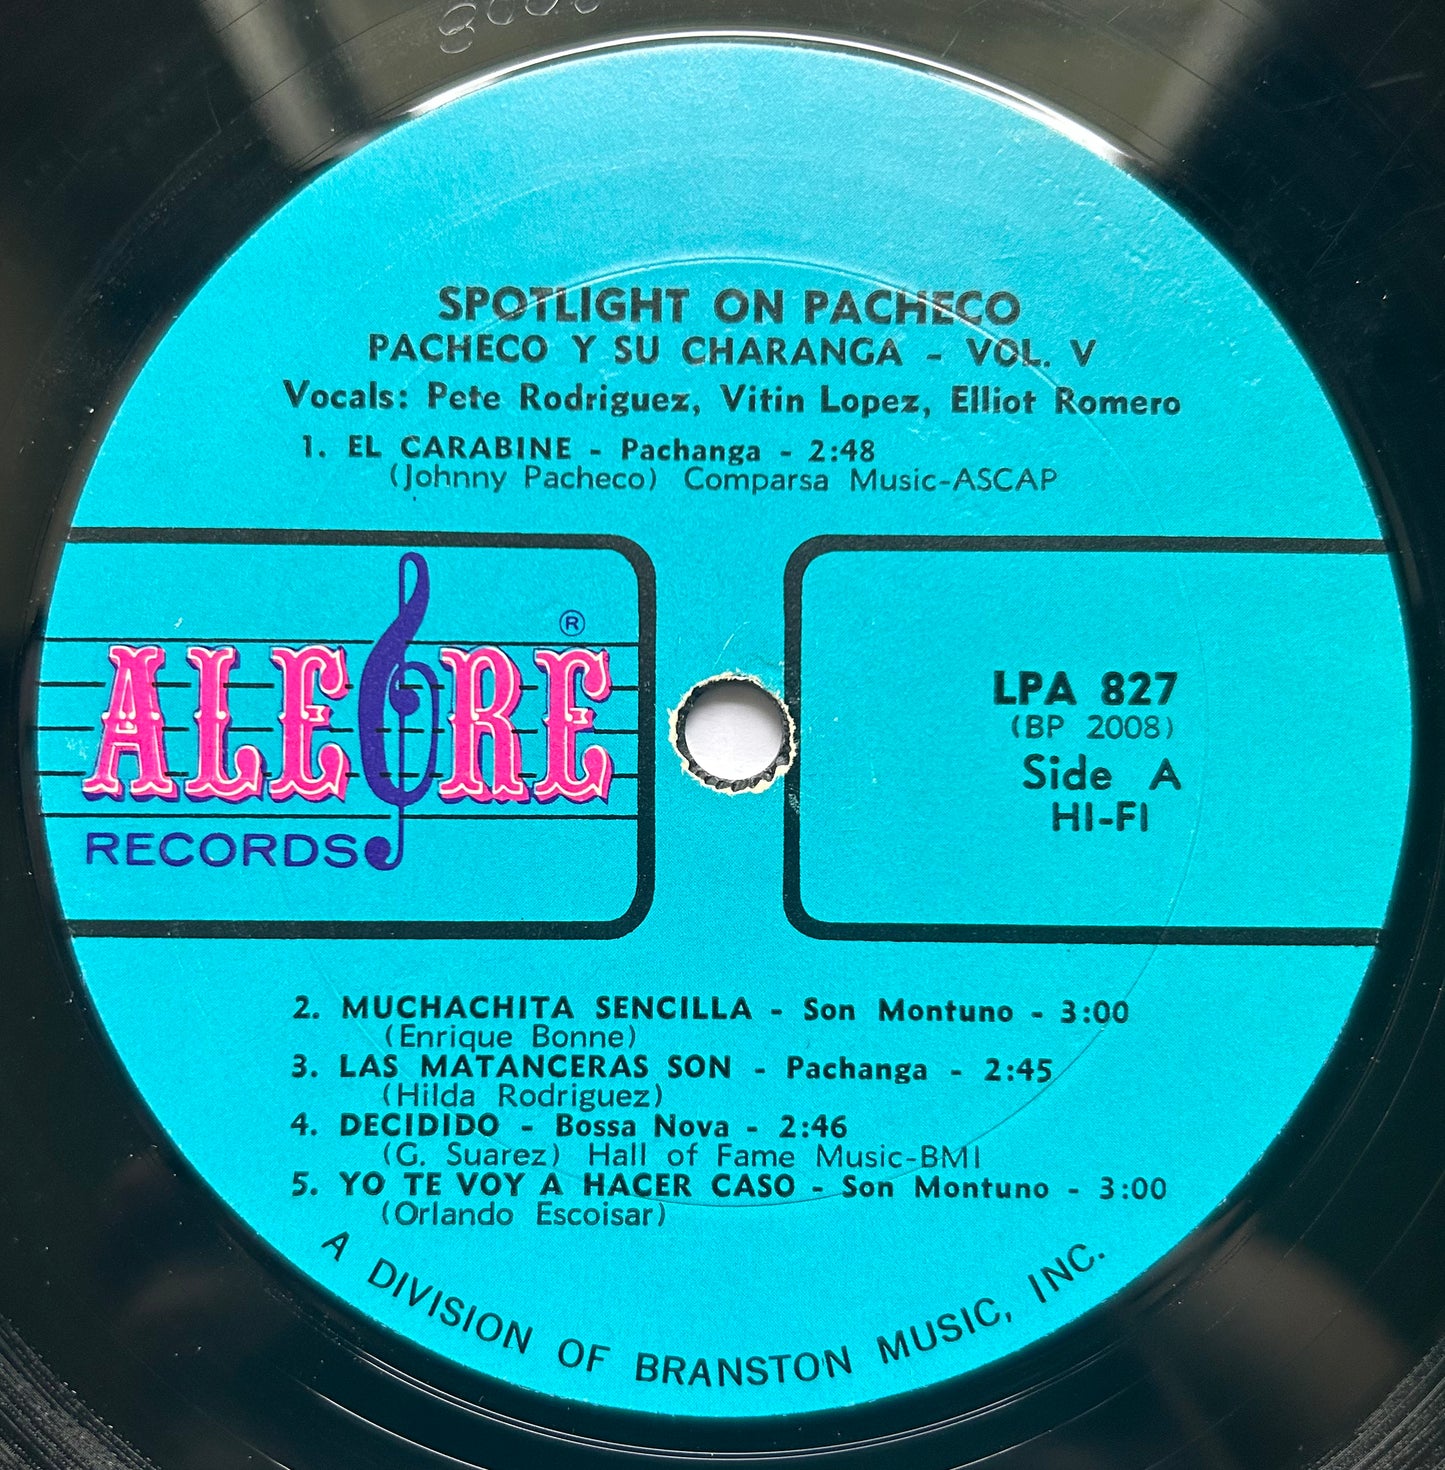 SPOTLIGHT ON PACHECO
PACHECO Y SU CHARANGA - VOL. V
Vocals: Pete Rodriguez, Vitin Lopez, Elliot Romero
1. EL CARABINE - Pachanga - 2:48
(Johnny Pacheco) Comparsa Music-ASCAP
ALEGRE ®
RECORDS
LPA 827
(BP 2008)
Side A
HI-FI
2. MUCHACHITA SENCILLA - Son Montuno - 3:00
(Enrique Bonne)
3. LAS MATANCERAS SON - Pachanga - 2:45
(Hilda Rodriguez)
4. DECIDIDO - Bossa Nova - 2:46
(G. Suarez) Hall of Fame Music-BMI
5. YO TE VOY A HACER CASO - Son Montuno - 3:00
(Orlando Escoisar)
A DIVISION OF BRANSTON MUSIC, INC.